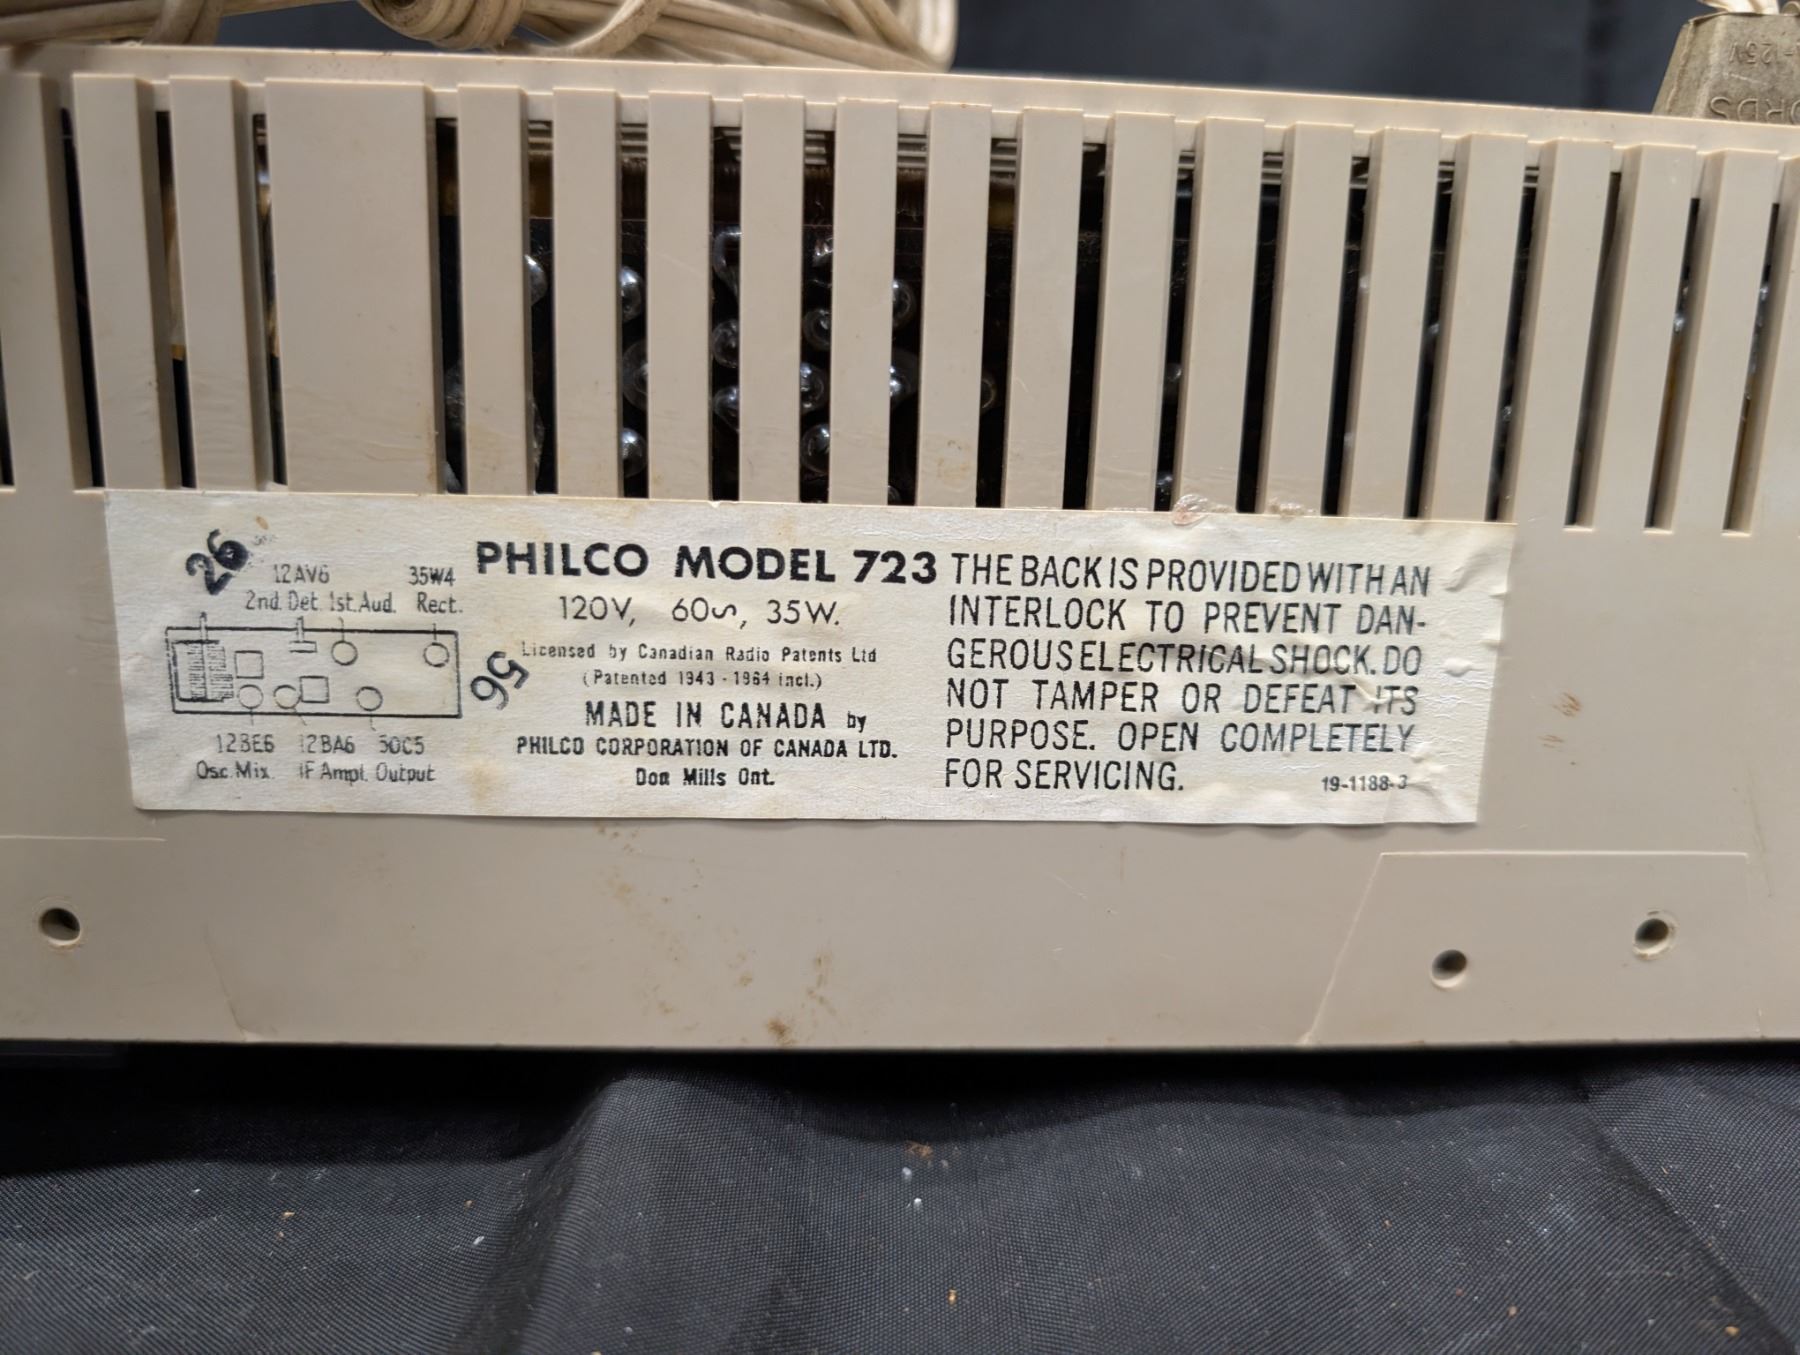 26
12AV6 35W4
2nd. Det. 1st. Aud. Rect.
12BE6 12BA6 50C5
Osc. Mix. IF Ampl. Output
56
PHILCO MODEL 723
120V, 60∿, 35W.
Licensed by Canadian Radio Patents Ltd
(Patented 1943 - 1964 incl.)
MADE IN CANADA by
PHILCO CORPORATION OF CANADA LTD.
Don Mills Ont.
THE BACK IS PROVIDED WITH AN
INTERLOCK TO PREVENT DAN-
GEROUS ELECTRICAL SHOCK. DO
NOT TAMPER OR DEFEAT ITS
PURPOSE. OPEN COMPLETELY
FOR SERVICING.
19-1188-3